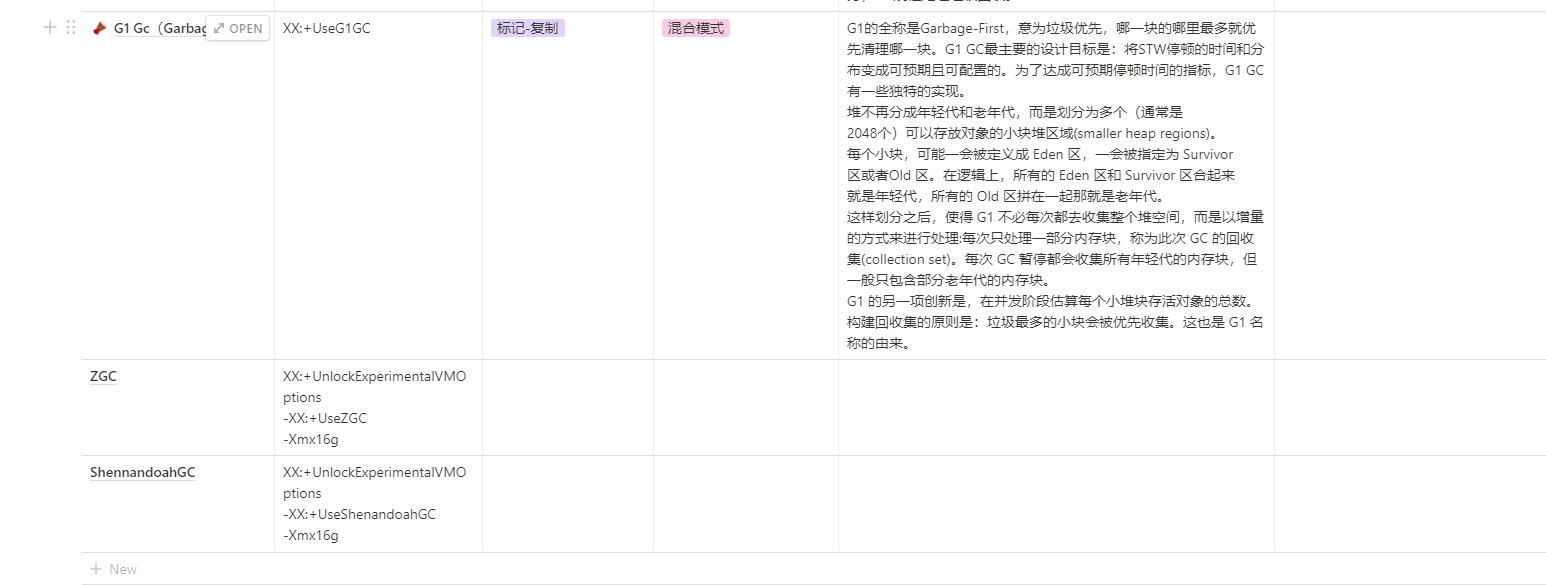 G1 Gc（Garbag
OPEN
XX:+UseG1GC
标记-复制
混合模式
G1的全称是Garbage-First，意为垃圾优先，哪一块的哪里最多就优
先清理哪一块。G1 GC最主要的设计目标是：将STW停顿的时间和分
布变成可预期且可配置的。为了达成可预期停顿时间的指标，G1 GC
有一些独特的实现。
堆不再分成年轻代和老年代，而是划分为多个（通常是
2048个）可以存放对象的小块堆区域(smaller heap regions)。
每个小块，可能一会被定义成 Eden 区，一会被指定为 Survivor
区或者Old 区。在逻辑上，所有的 Eden 区和 Survivor 区合起来
就是年轻代，所有的 Old 区拼在一起那就是老年代。
这样划分之后，使得 G1 不必每次都去收集整个堆空间，而是以增量
的方式来进行处理:每次只处理一部分内存块，称为此次 GC 的回收
集(collection set)。每次 GC 暂停都会收集所有年轻代的内存块，但
一般只包含部分老年代的内存块。
G1 的另一项创新是，在并发阶段估算每个小堆块存活对象的总数。
构建回收集的原则是：垃圾最多的小块会被优先收集。这也是 G1 名
称的由来。
ZGC
XX:+UnlockExperimentalVMO
ptions
-XX:+UseZGC
-Xmx16g
ShennandoahGC
XX:+UnlockExperimentalVMO
ptions
-XX:+UseShenandoahGC
-Xmx16g
New